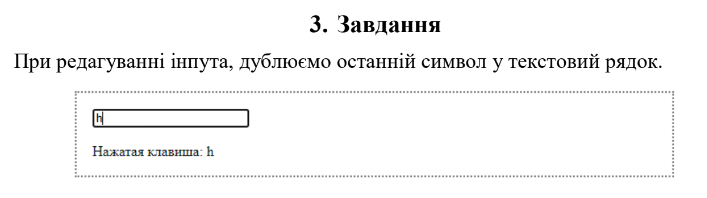 3. Завдання
При редагуванні інпута, дублюємо останній символ у текстовий рядок.
h
Нажатая клавиша: h